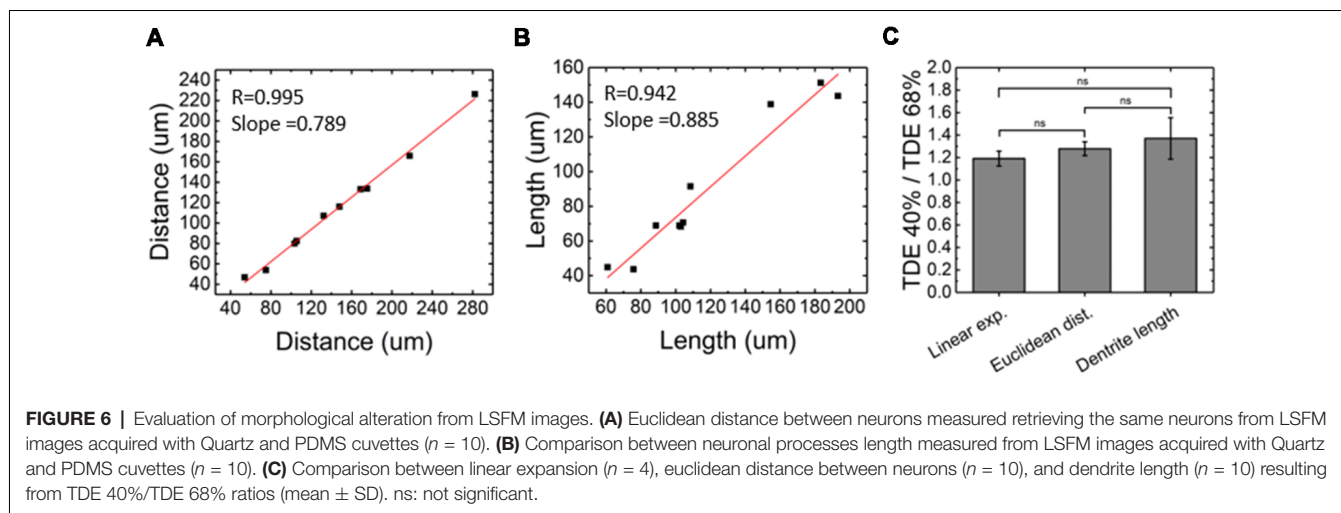 A
240
220
200
180
160
140
120
100
80
60
40
R=0.995
Slope =0.789
Distance (um)
40 80 120 160 200 240 280
Distance (um)
B
160
140
120
100
80
60
40
R=0.942
Slope =0.885
Length (um)
60 80 100 120 140 160 180 200
Length (um)
C
2.0
1.8
1.6
1.4
1.2
1.0
0.8
0.6
0.4
0.2
0.0
TDE 40% / TDE 68%
ns
ns
ns
Linear exp.
Euclidean dist.
Dentrite length
FIGURE 6 | Evaluation of morphological alteration from LSFM images. (A) Euclidean distance between neurons measured retrieving the same neurons from LSFM
images acquired with Quartz and PDMS cuvettes (n = 10). (B) Comparison between neuronal processes length measured from LSFM images acquired with Quartz
and PDMS cuvettes (n = 10). (C) Comparison between linear expansion (n = 4), euclidean distance between neurons (n = 10), and dendrite length (n = 10) resulting
from TDE 40%/TDE 68% ratios (mean ± SD). ns: not significant.